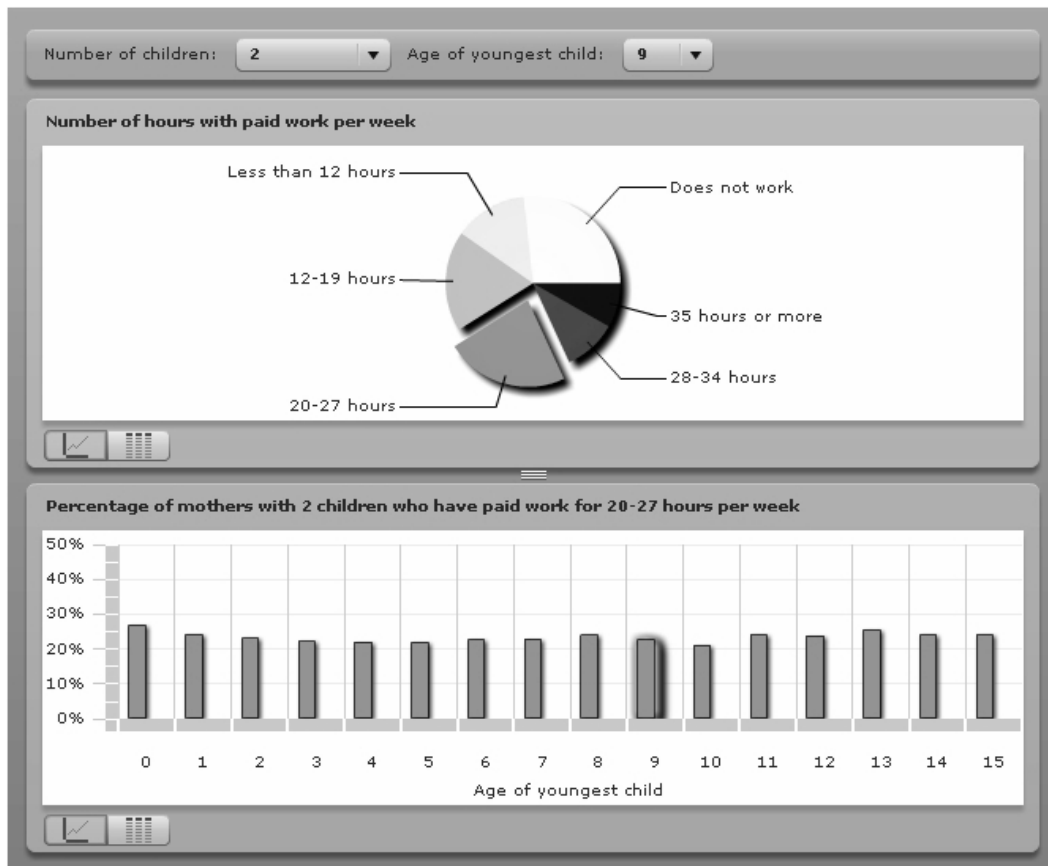 Number of children: 2 Age of youngest child: 9
Number of hours with paid work per week
Less than 12 hours
Does not work
12-19 hours
35 hours or more
28-34 hours
20-27 hours
Percentage of mothers with 2 children who have paid work for 20-27 hours per week
50%
40%
30%
20%
10%
0%
0 1 2 3 4 5 6 7 8 9 10 11 12 13 14 15
Age of youngest child